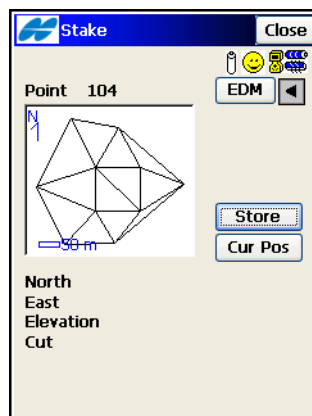 Stake Close
Point 104
EDM
N
50 m
Store
Cur Pos
North
East
Elevation
Cut